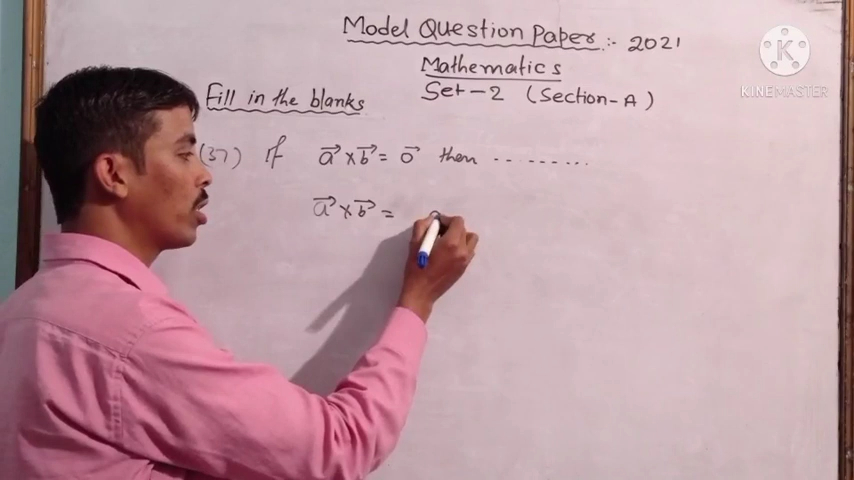 Model Question Paper :- 2021
Mathematics
Set-2 (Section-A)
Fill in the blanks
(37) If a⃗ × b⃗ = 0⃗ then ..........
a⃗ × b⃗ =
K
KINEMASTER